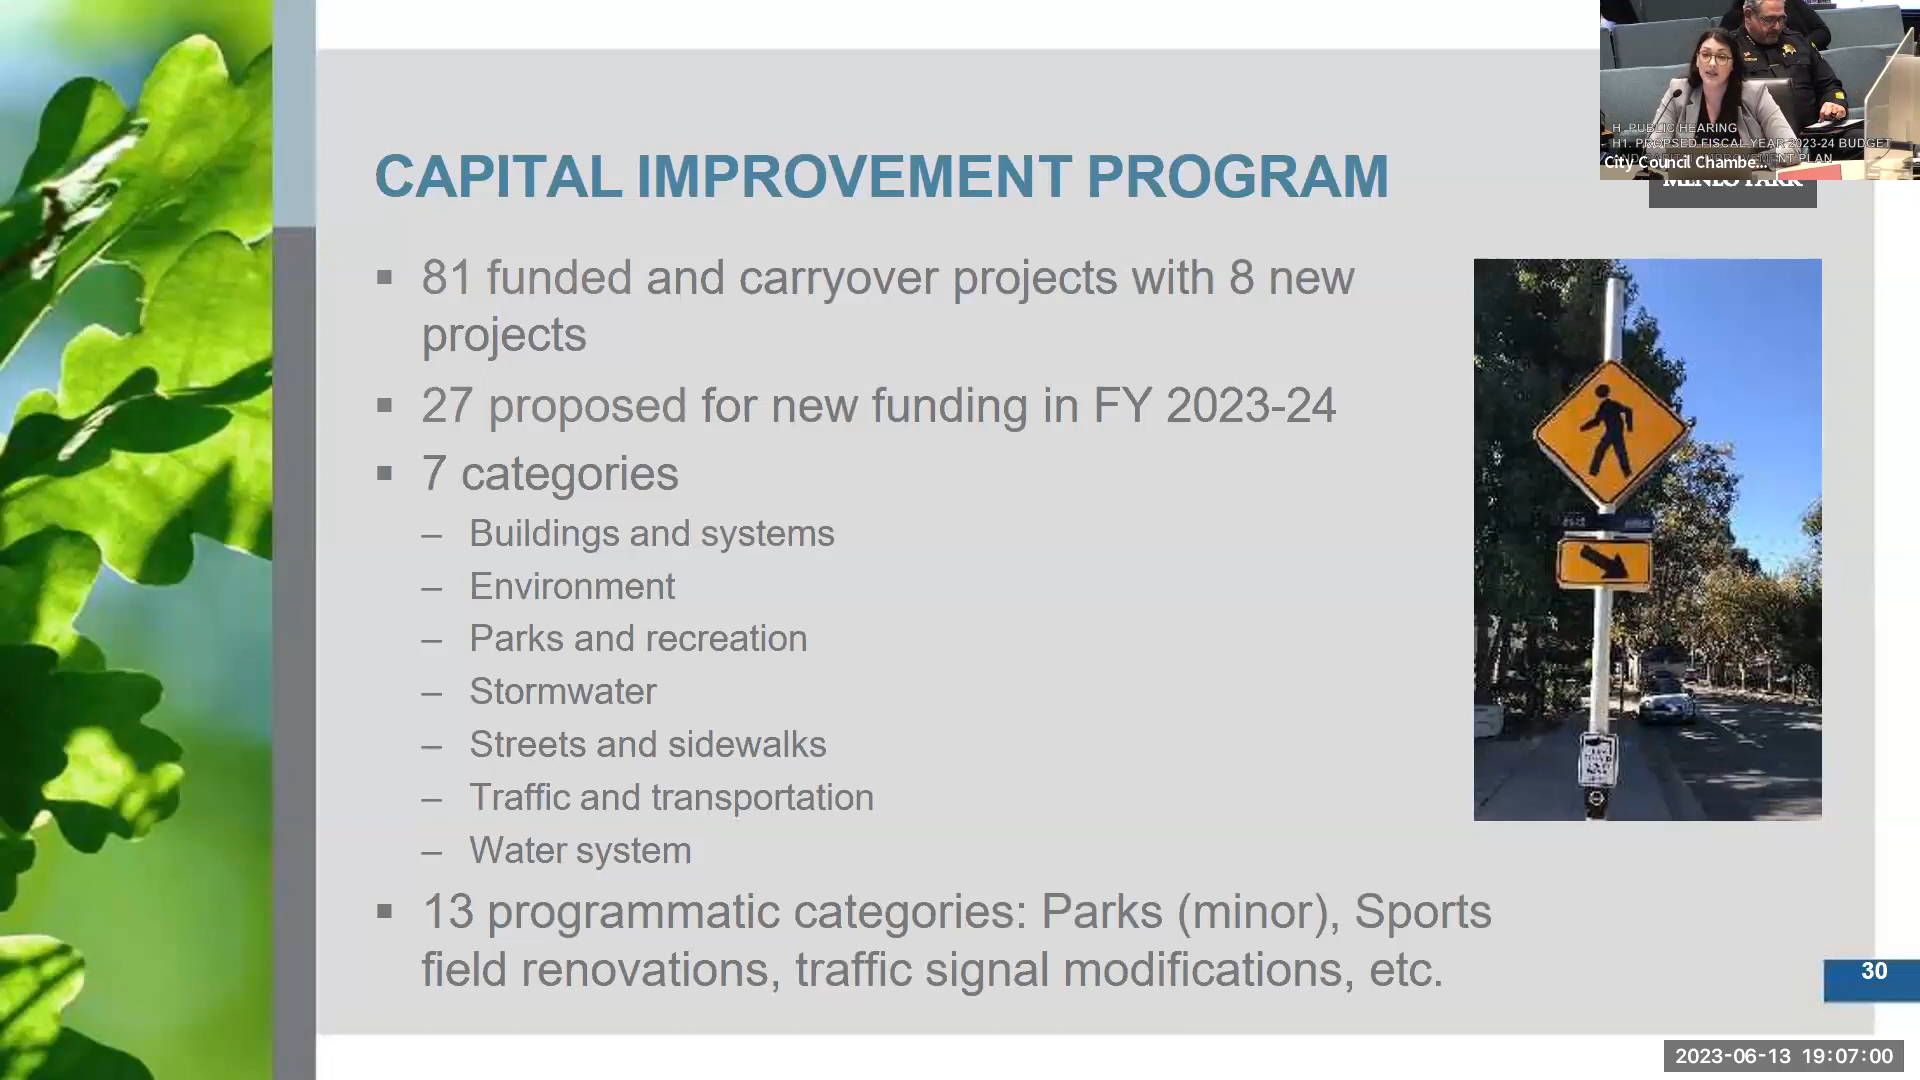 H. PUBLIC HEARING
H1. PROPSED FISCAL YEAR 2023-24 BUDGET
City Council Chambe...
PLAN
MENLO PARK
CAPITAL IMPROVEMENT PROGRAM
▪ 81 funded and carryover projects with 8 new
projects
▪ 27 proposed for new funding in FY 2023-24
▪ 7 categories
– Buildings and systems
– Environment
– Parks and recreation
– Stormwater
– Streets and sidewalks
– Traffic and transportation
– Water system
▪ 13 programmatic categories: Parks (minor), Sports
field renovations, traffic signal modifications, etc.
30
2023-06-13 19:07:00